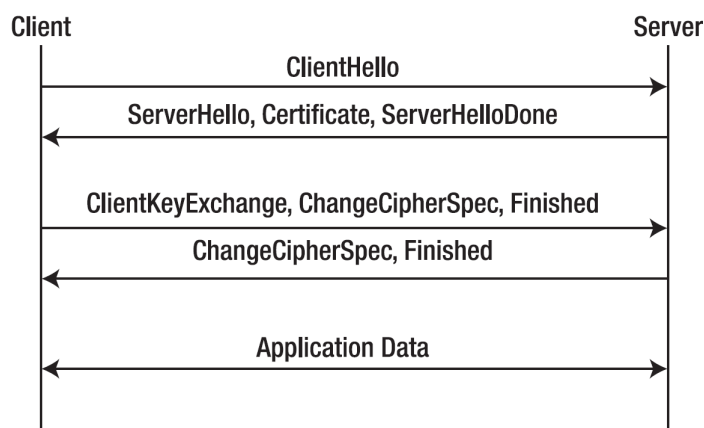 Client
Server
ClientHello
ServerHello, Certificate, ServerHelloDone
ClientKeyExchange, ChangeCipherSpec, Finished
ChangeCipherSpec, Finished
Application Data